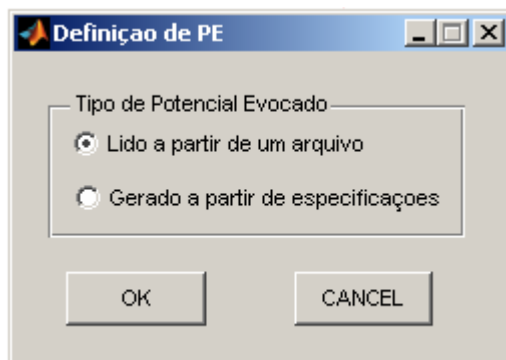 Definiçao de PE
Tipo de Potencial Evocado
Lido a partir de um arquivo
Gerado a partir de especificaçoes
OK CANCEL